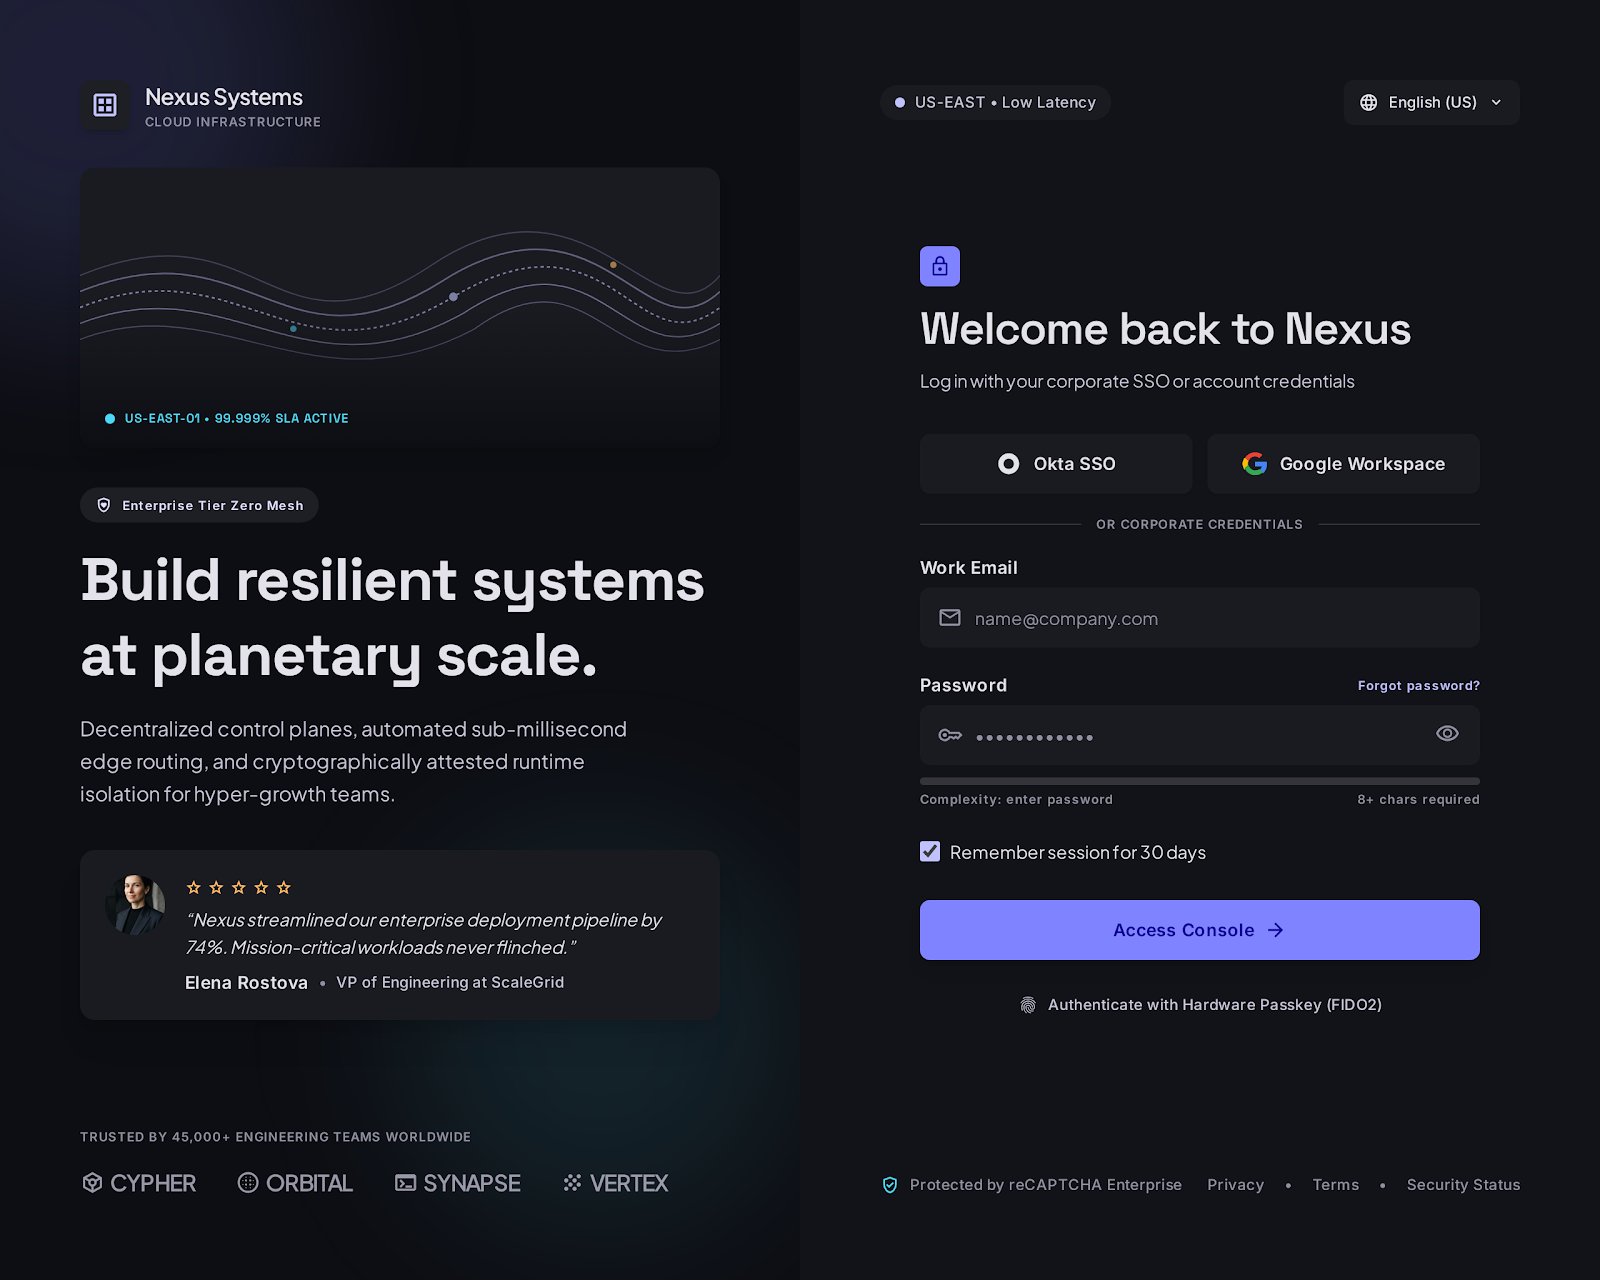 Nexus Systems
CLOUD INFRASTRUCTURE
US-EAST-01 • 99.999% SLA ACTIVE
Enterprise Tier Zero Mesh
Build resilient systems
at planetary scale.
Decentralized control planes, automated sub-millisecond
edge routing, and cryptographically attested runtime
isolation for hyper-growth teams.
“Nexus streamlined our enterprise deployment pipeline by
74%. Mission-critical workloads never flinched.”
Elena Rostova • VP of Engineering at ScaleGrid
TRUSTED BY 45,000+ ENGINEERING TEAMS WORLDWIDE
CYPHER ORBITAL SYNAPSE VERTEX
US-EAST • Low Latency
English (US)
Welcome back to Nexus
Log in with your corporate SSO or account credentials
Okta SSO
Google Workspace
OR CORPORATE CREDENTIALS
Work Email
name@company.com
Password
Forgot password?
••••••••••••
Complexity: enter password
8+ chars required
Remember session for 30 days
Access Console
Authenticate with Hardware Passkey (FIDO2)
Protected by reCAPTCHA Enterprise
Privacy • Terms • Security Status